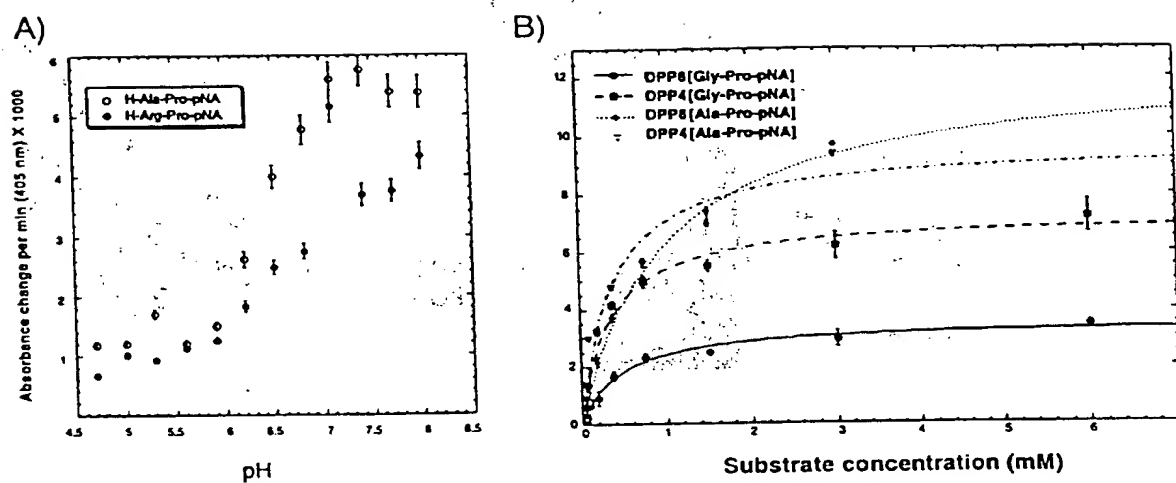 A)
B)
H-Ala-Pro-pNA
H-Arg-Pro-pNA
Absorbance change per min (405 nm) X 1000
6
5
4
3
2
1
4.5 5 5.5 6 6.5 7 7.5 8 8.5
pH
DPP8[Gly-Pro-pNA]
DPP4[Gly-Pro-pNA]
DPP8[Ala-Pro-pNA]
DPP4[Ala-Pro-pNA]
12
10
8
6
4
2
0
0 1 2 3 4 5 6
Substrate concentration (mM)